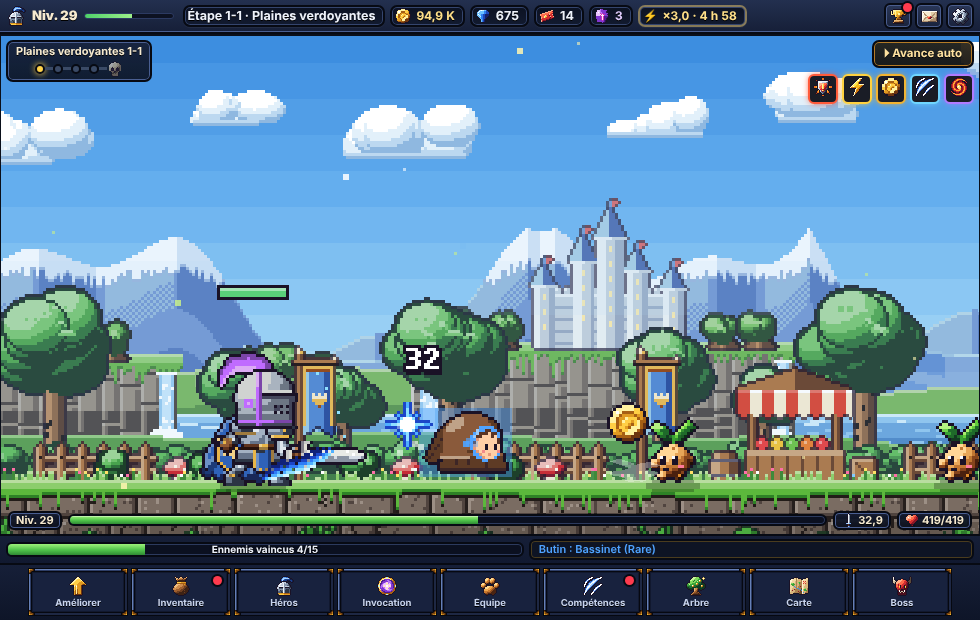 Niv. 29
Étape 1-1 · Plaines verdoyantes
94,9 K
675
14
3
×3,0 · 4 h 58
Plaines verdoyantes 1-1
Avance auto
32
Niv. 29
32,9
419/419
Ennemis vaincus 4/15
Butin : Bassinet (Rare)
Améliorer
Inventaire
Héros
Invocation
Equipe
Compétences
Arbre
Carte
Boss